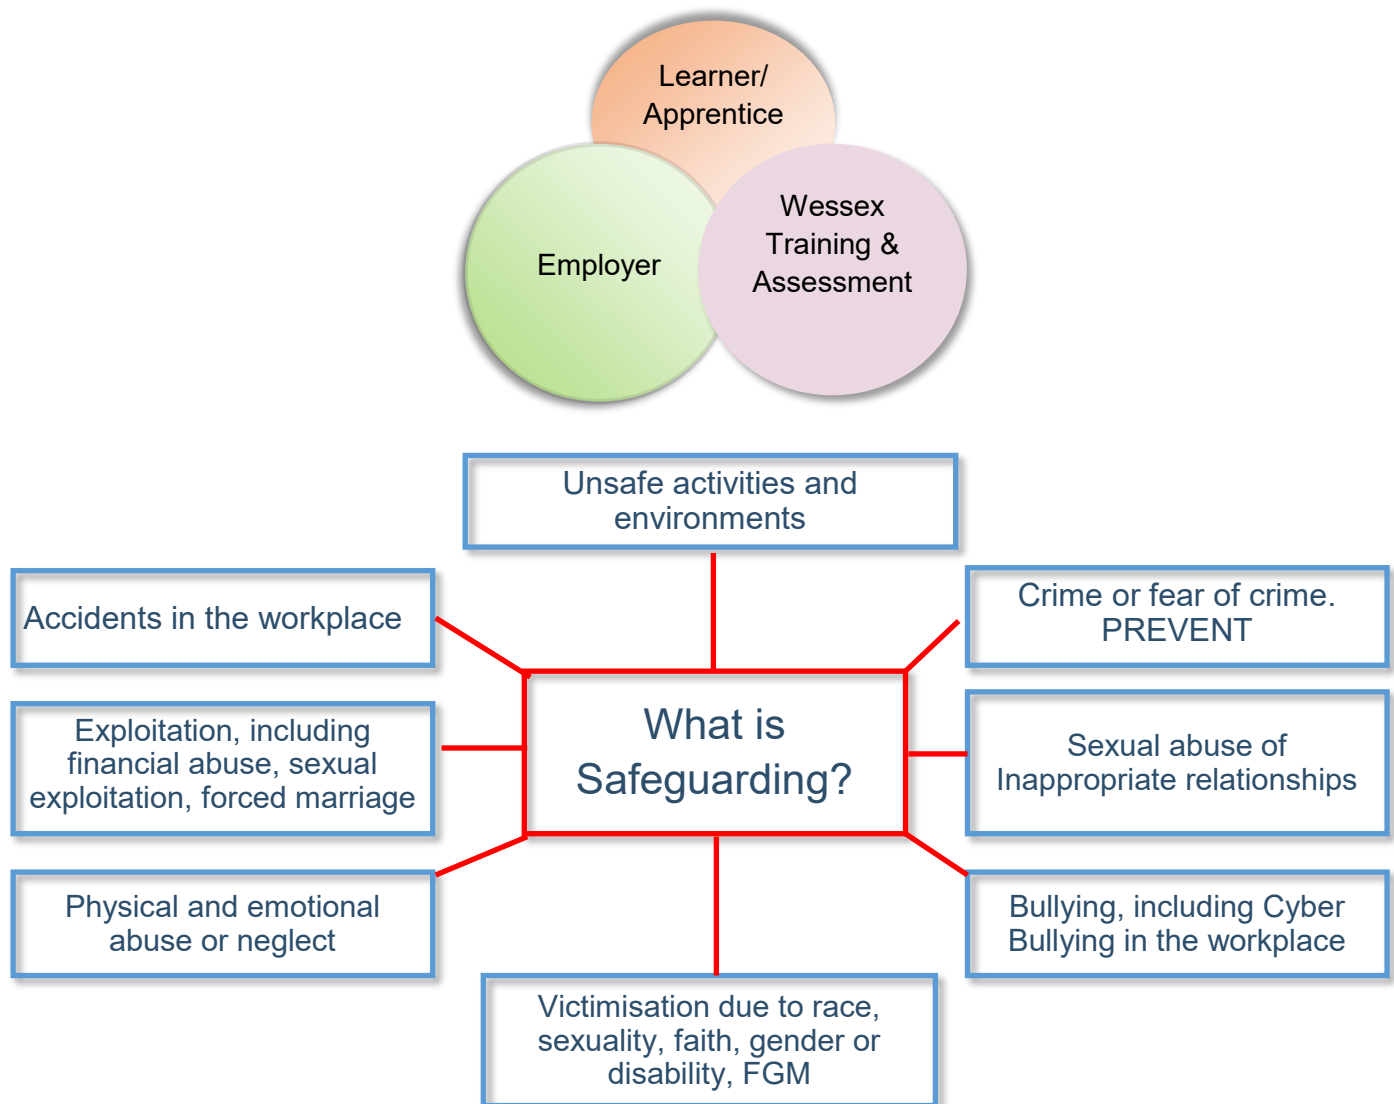 Learner/
Apprentice
Employer
Wessex
Training &
Assessment
Unsafe activities and
environments
Accidents in the workplace
Crime or fear of crime.
PREVENT
What is
Safeguarding?
Exploitation, including
financial abuse, sexual
exploitation, forced marriage
Sexual abuse of
Inappropriate relationships
Physical and emotional
abuse or neglect
Bullying, including Cyber
Bullying in the workplace
Victimisation due to race,
sexuality, faith, gender or
disability, FGM